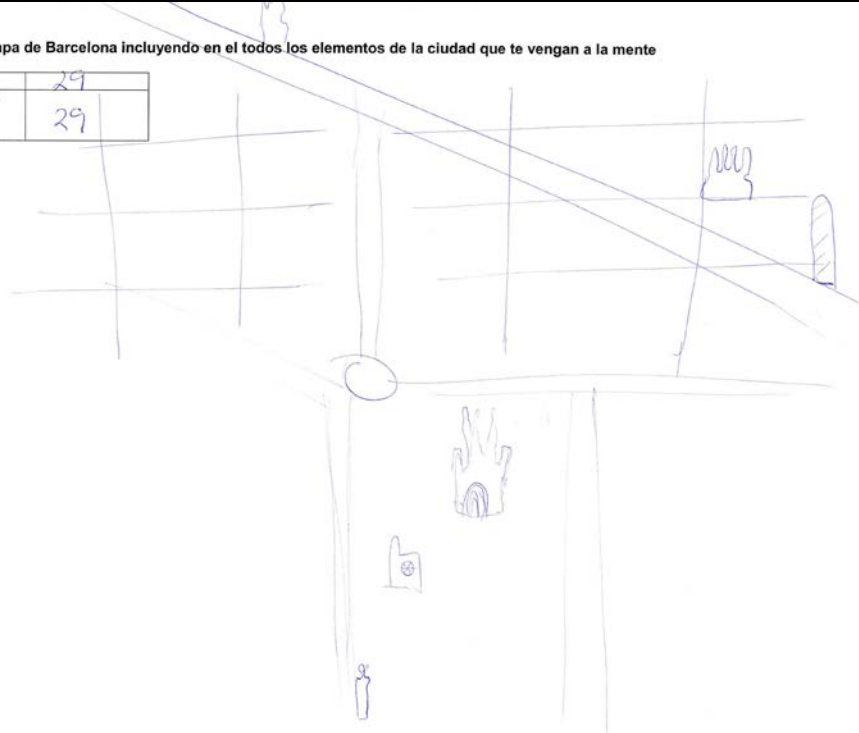 apa de Barcelona incluyendo en el todos los elementos de la ciudad que te vengan a la mente
29
29